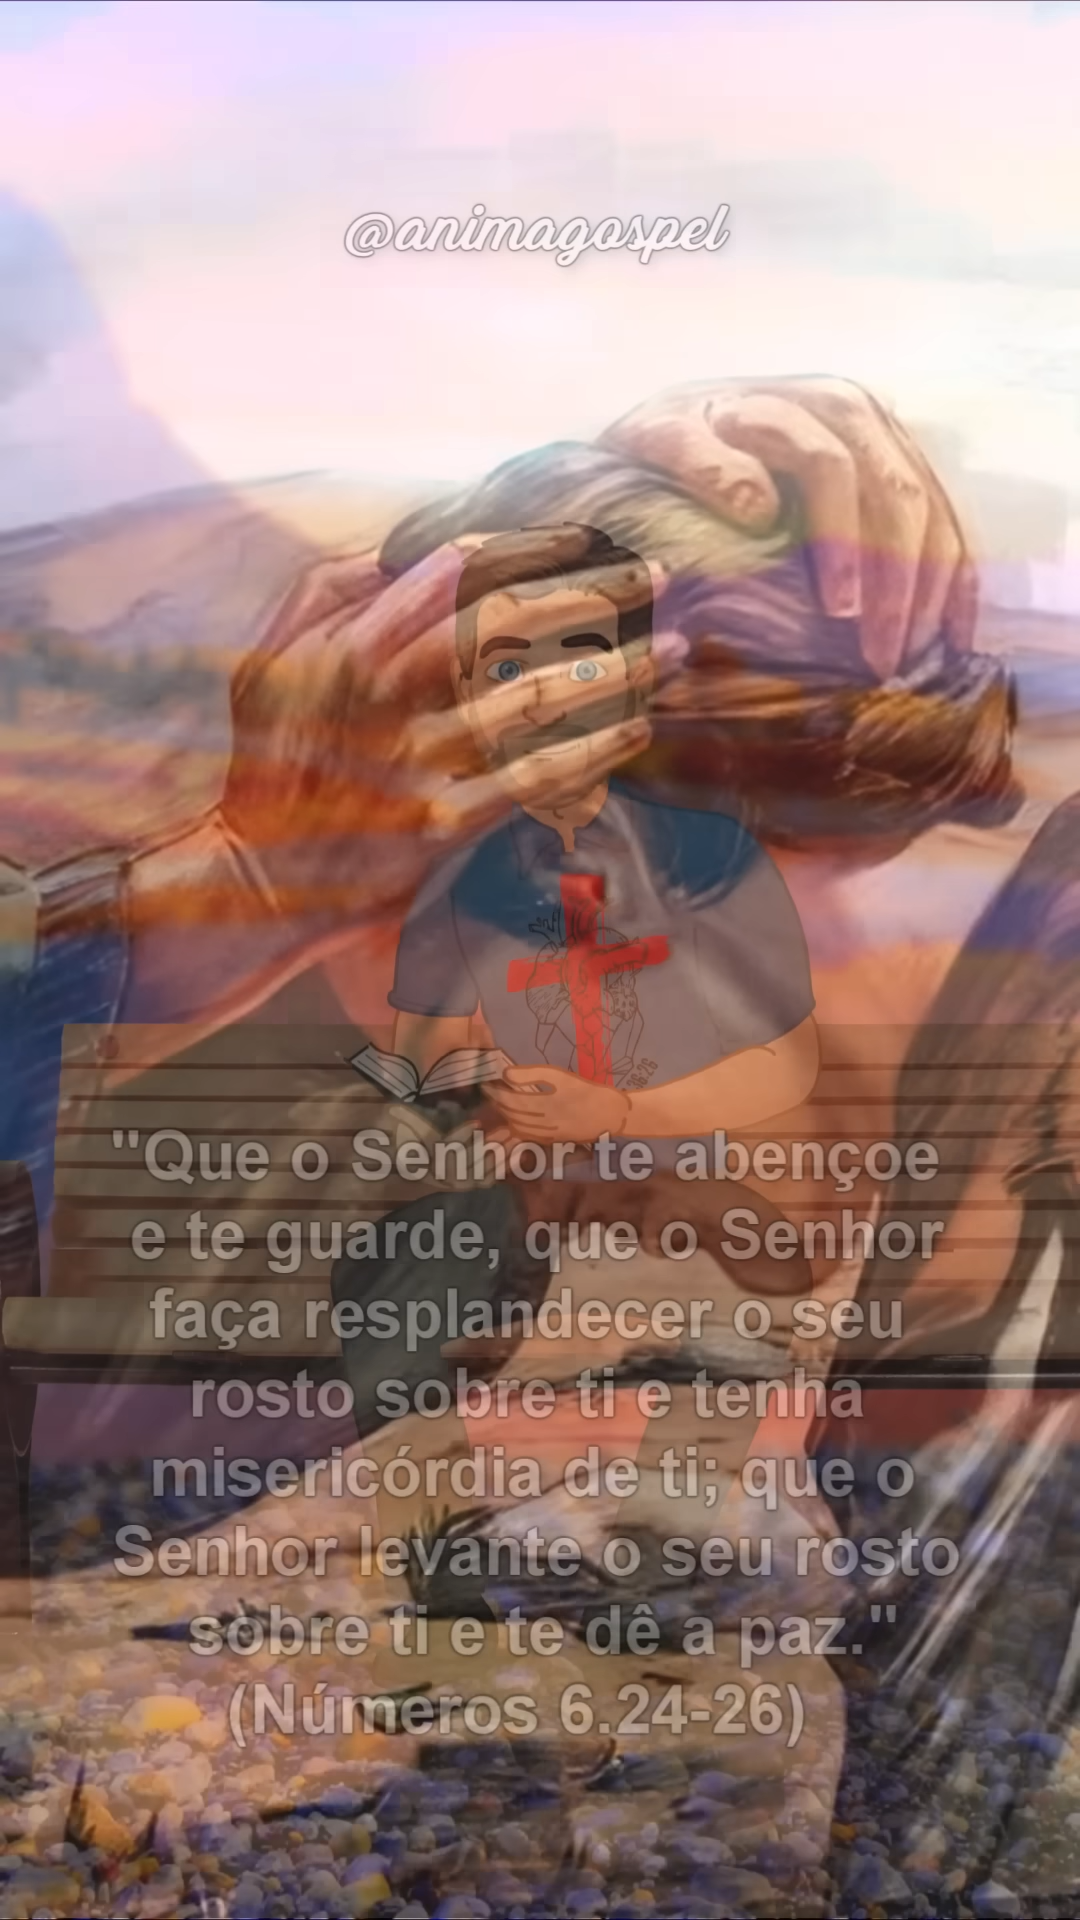 @animagospel
"Que o Senhor te abençoe
e te guarde, que o Senhor
faça resplandecer o seu
rosto sobre ti e tenha
misericórdia de ti; que o
Senhor levante o seu rosto
sobre ti e te dê a paz."
(Números 6.24-26)